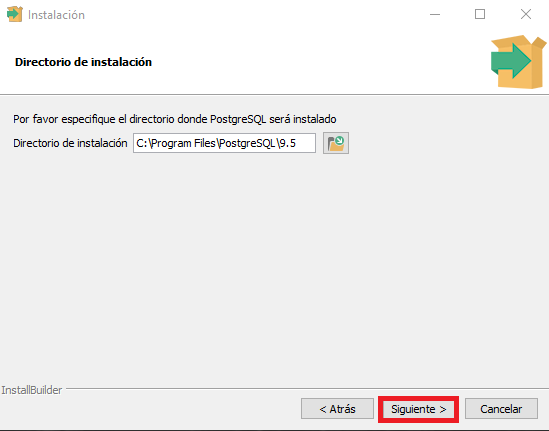 Instalación
Directorio de instalación
Por favor especifique el directorio donde PostgreSQL será instalado
Directorio de instalación C:\Program Files\PostgreSQL\9.5
InstallBuilder
< Atrás Siguiente > Cancelar